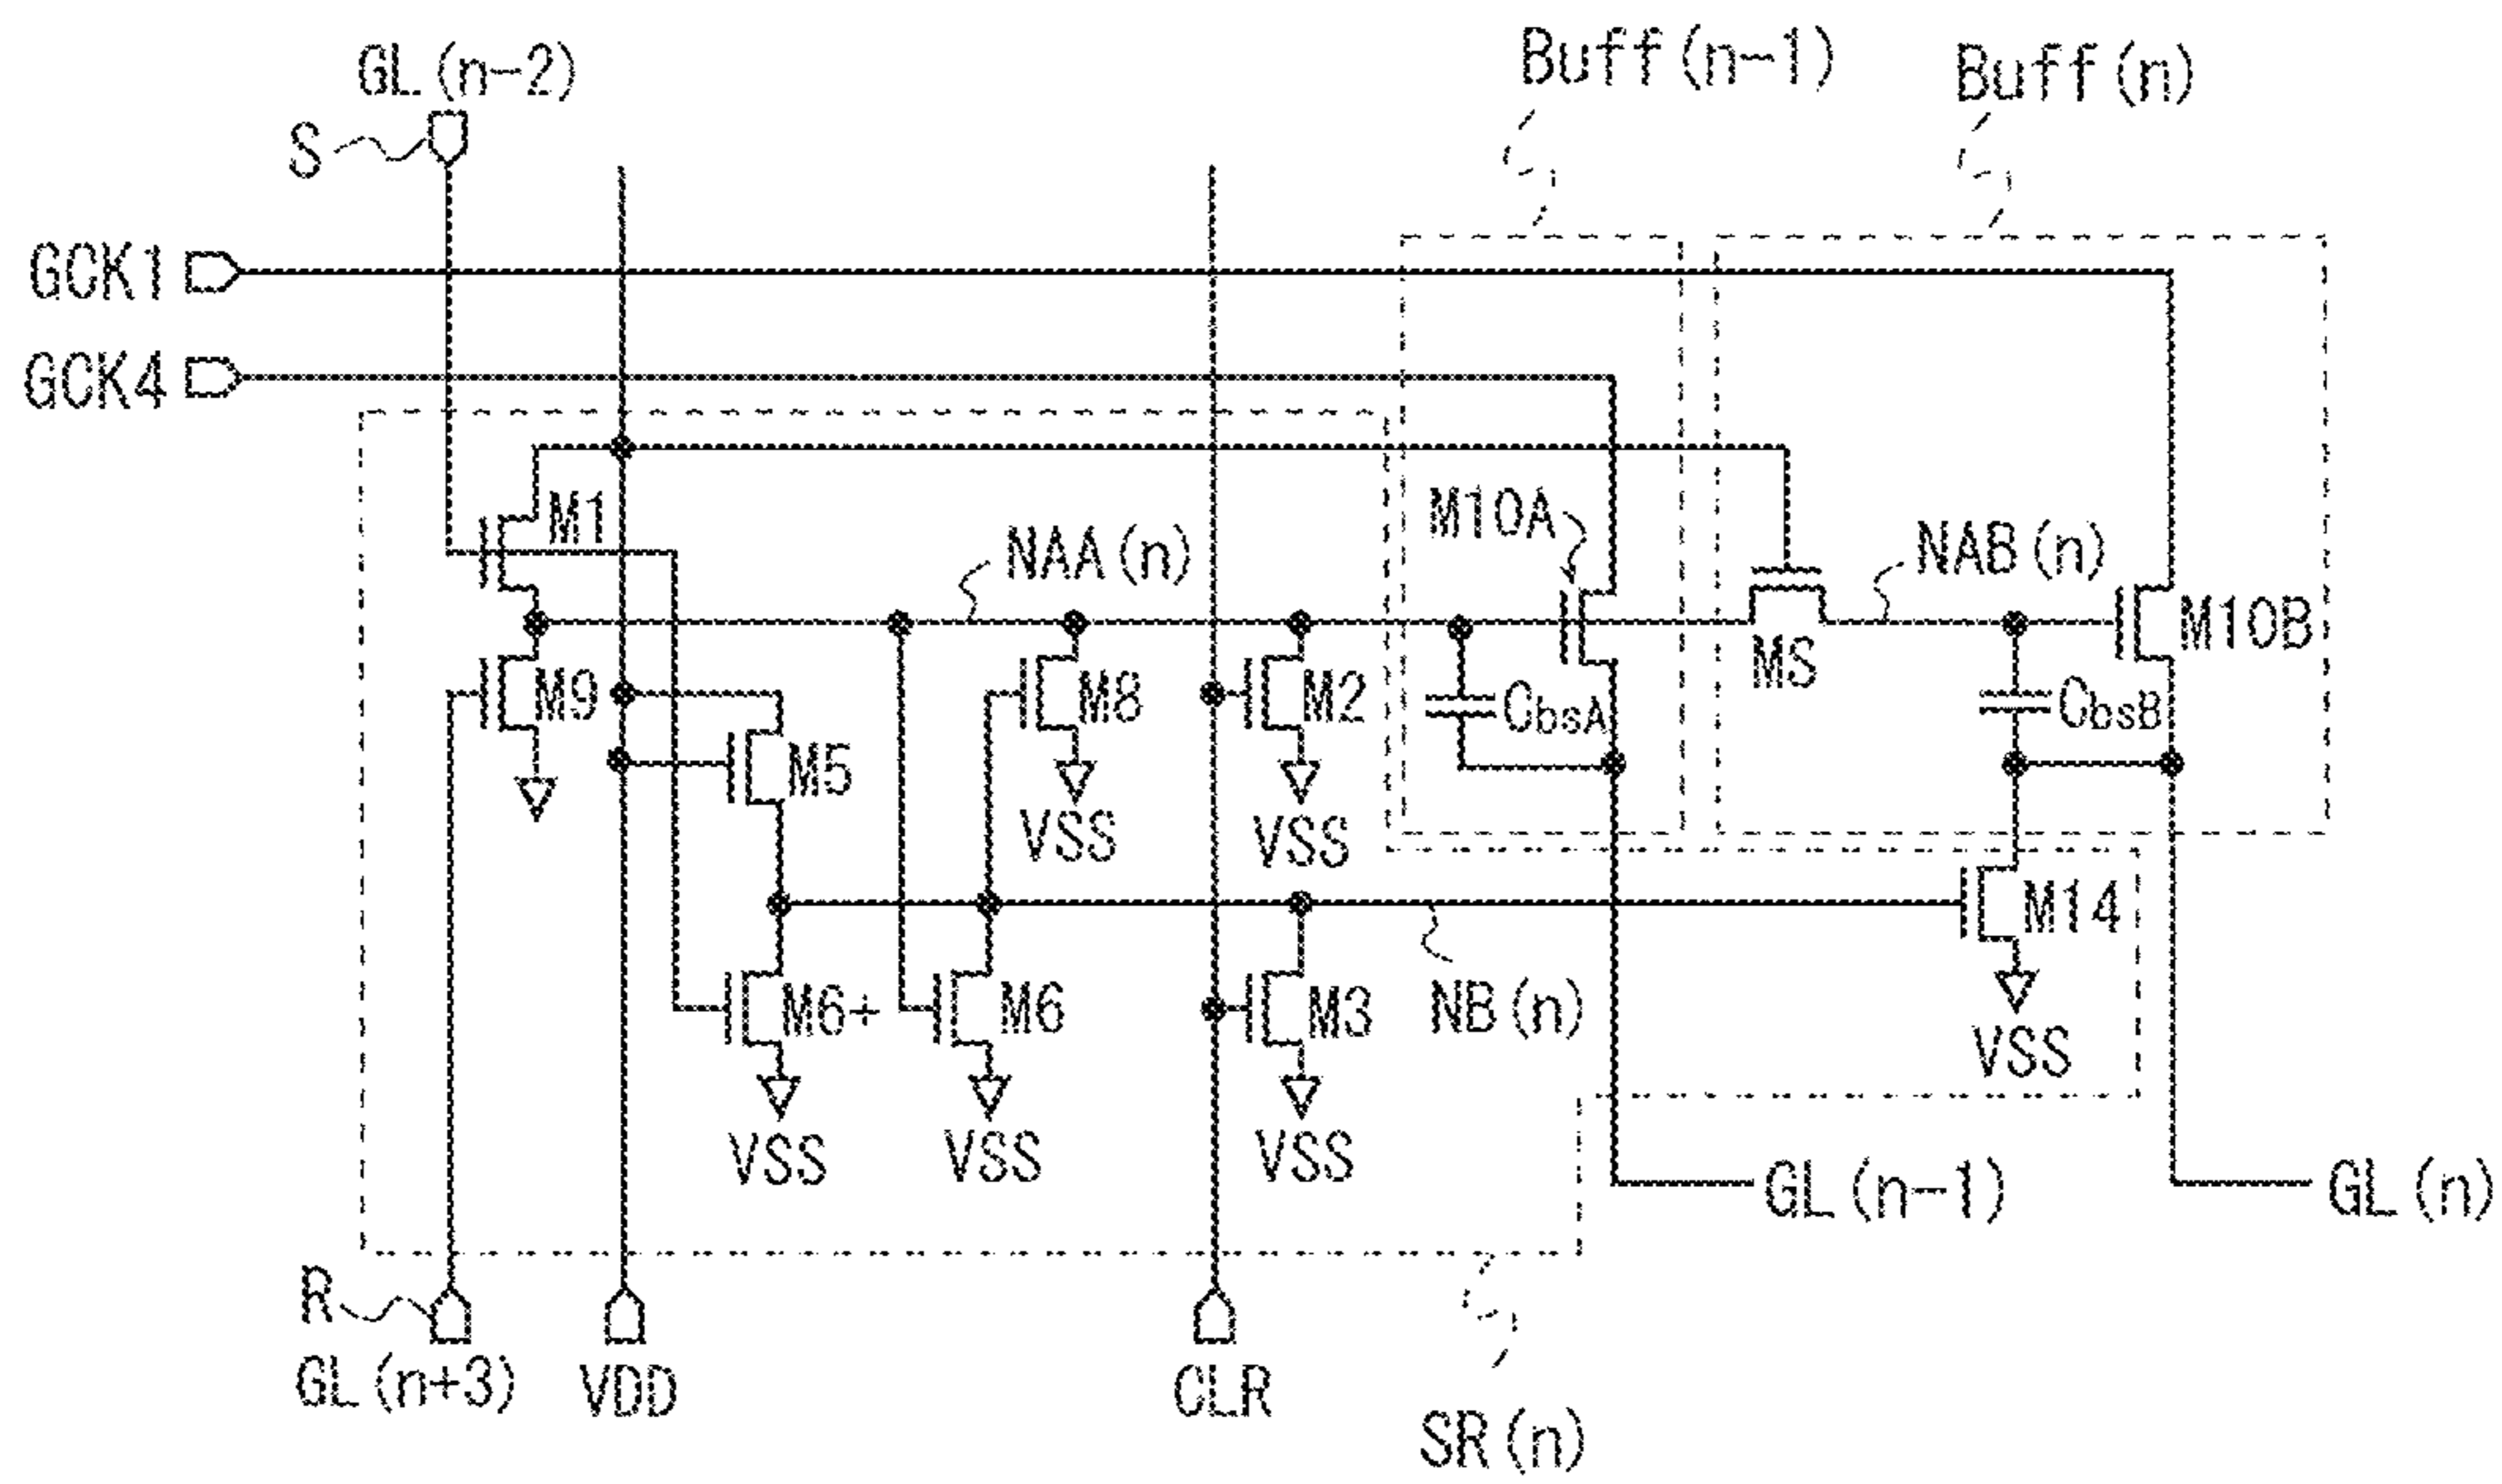 Buff(n-1)
Buff(n)
GL(n-2)
S
GCK1
GCK4
M1
M10A
NAA(n)
NAB(n)
M10B
M9
M8
M2
CbsA
MS
CbsB
M5
VSS
VSS
M14
M6+
M6
M3
NB(n)
VSS
VSS
VSS
VSS
GL(n-1)
GL(n)
R
GL(n+3)
VDD
CLR
SR(n)